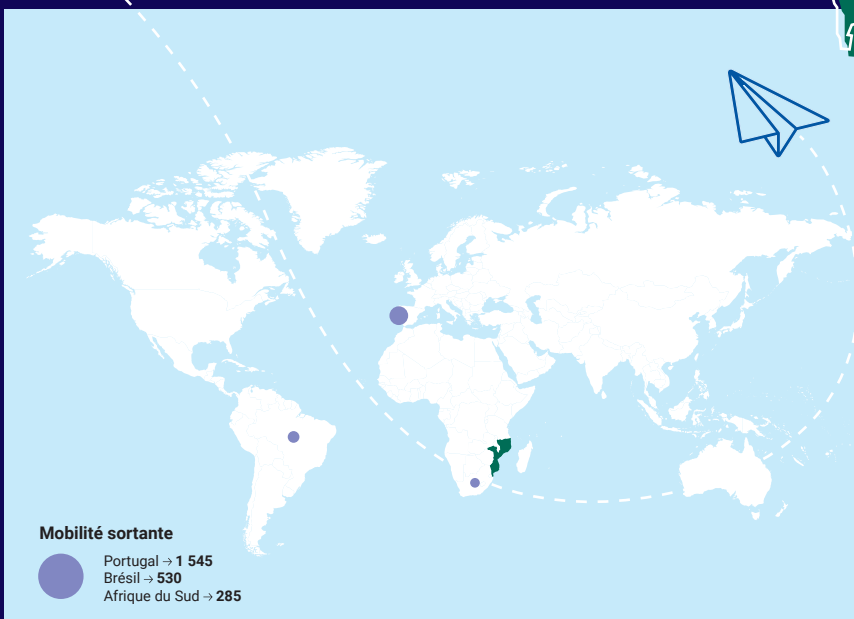 Mobilité sortante
Portugal → 1 545
Brésil → 530
Afrique du Sud → 285